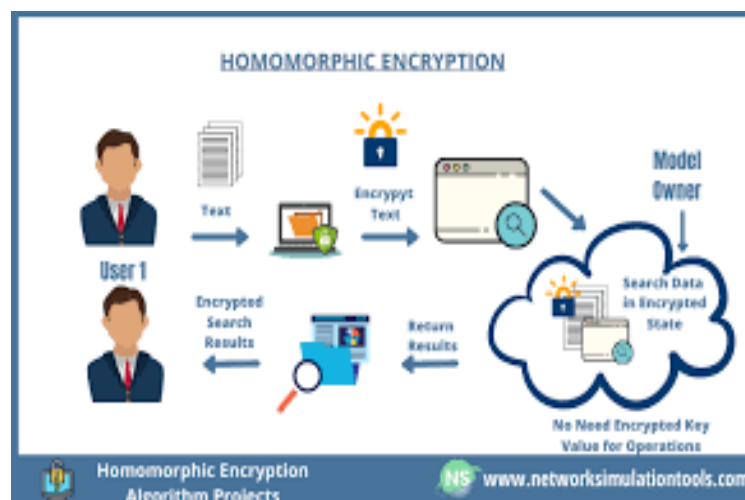 HOMOMORPHIC ENCRYPTION
Text
Encrypyt
Text
Model
Owner
User 1
Search Data
in Encrypted
State
Encrypted
Search
Results
Return
Results
No Need Encrypted Key
Value for Operations
Homomorphic Encryption
Algorithm Projects
NS
www.networksimulationtools.com